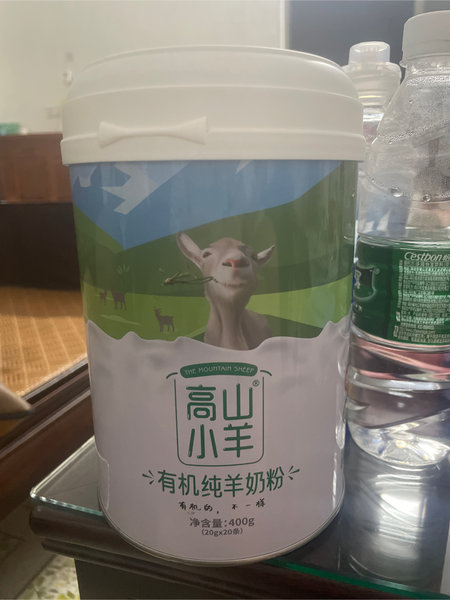 THE MOUNTAIN SHEEP
高山®
小羊
有机纯羊奶粉
有机的，不一样
净含量:400g
(20gx20条)
Cestbon